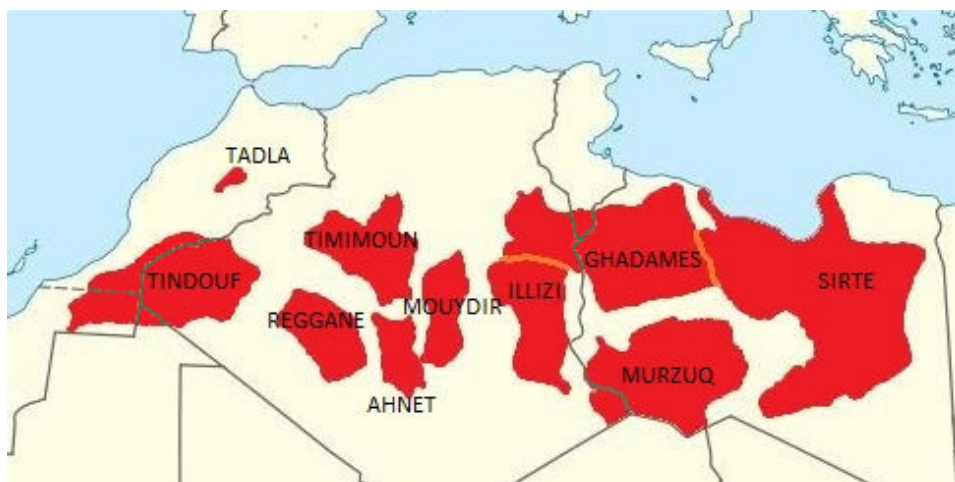 TADLA
TIMIMOUN
GHADAMES
TINDOUF
SIRTE
ILLIZI
MOUYDIR
REGGANE
MURZUQ
AHNET